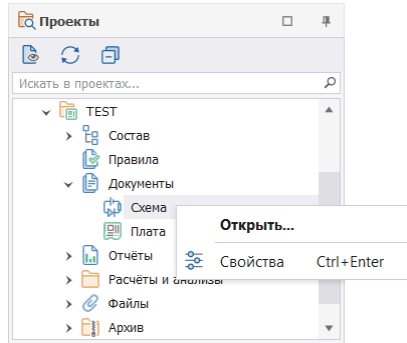 Проекты
Искать в проектах...
TEST
Состав
Правила
Документы
Схема
Открыть...
Плата
Отчёты
Свойства Ctrl+Enter
Расчёты и анализы
Файлы
Архив